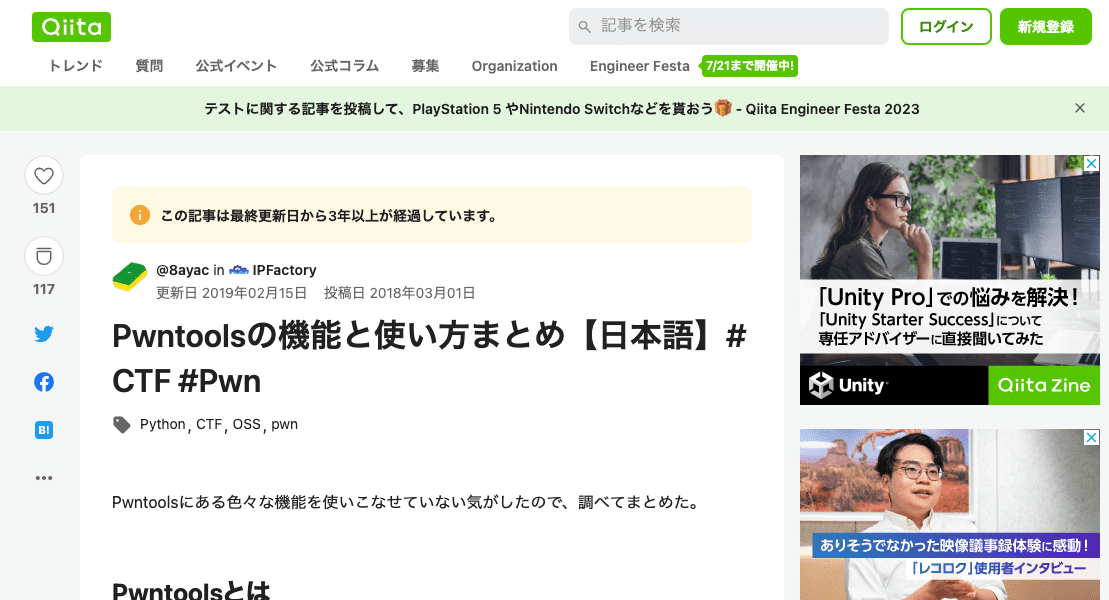 Qiita
記事を検索
ログイン
新規登録
トレンド 質問 公式イベント 公式コラム 募集 Organization Engineer Festa 7/21まで開催中!
テストに関する記事を投稿して、PlayStation 5 やNintendo Switchなどを貰おう🎁 - Qiita Engineer Festa 2023
151
117
B!
この記事は最終更新日から3年以上が経過しています。
@8ayac in IPFactory
更新日 2019年02月15日 投稿日 2018年03月01日
Pwntoolsの機能と使い方まとめ【日本語】#
CTF #Pwn
Python , CTF , OSS , pwn
Pwntoolsにある色々な機能を使いこなせていない気がしたので、調べてまとめた。
Pwntoolsとは
「Unity Pro」での悩みを解決！
「Unity Starter Success」について
専任アドバイザーに直接聞いてみた
Unity
Qiita Zine
ありそうでなかった映像議事録体験に感動！
「レコロク」使用者インタビュー